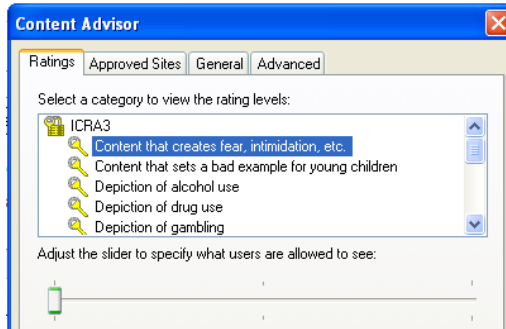 Content Advisor
Ratings Approved Sites General Advanced
Select a category to view the rating levels:
ICRA3
Content that creates fear, intimidation, etc.
Content that sets a bad example for young children
Depiction of alcohol use
Depiction of drug use
Depiction of gambling
Adjust the slider to specify what users are allowed to see: